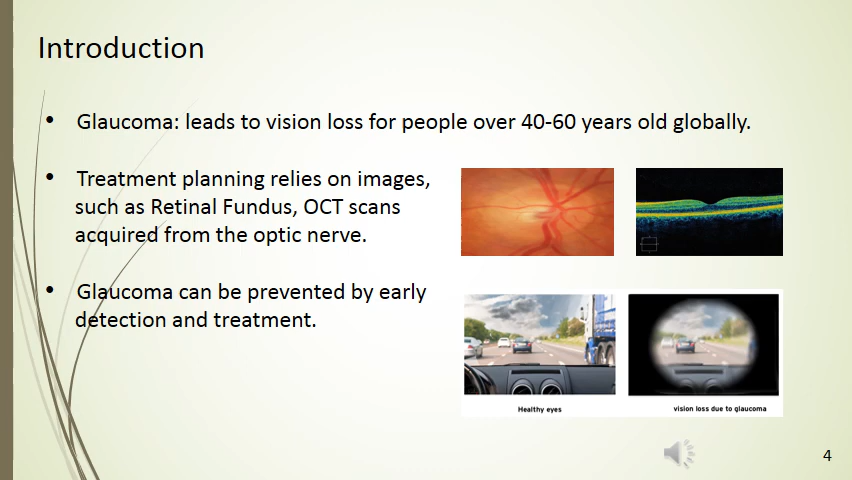 Introduction
• Glaucoma: leads to vision loss for people over 40-60 years old globally.
• Treatment planning relies on images,
such as Retinal Fundus, OCT scans
acquired from the optic nerve.
• Glaucoma can be prevented by early
detection and treatment.
Healthy eyes
vision loss due to glaucoma
4